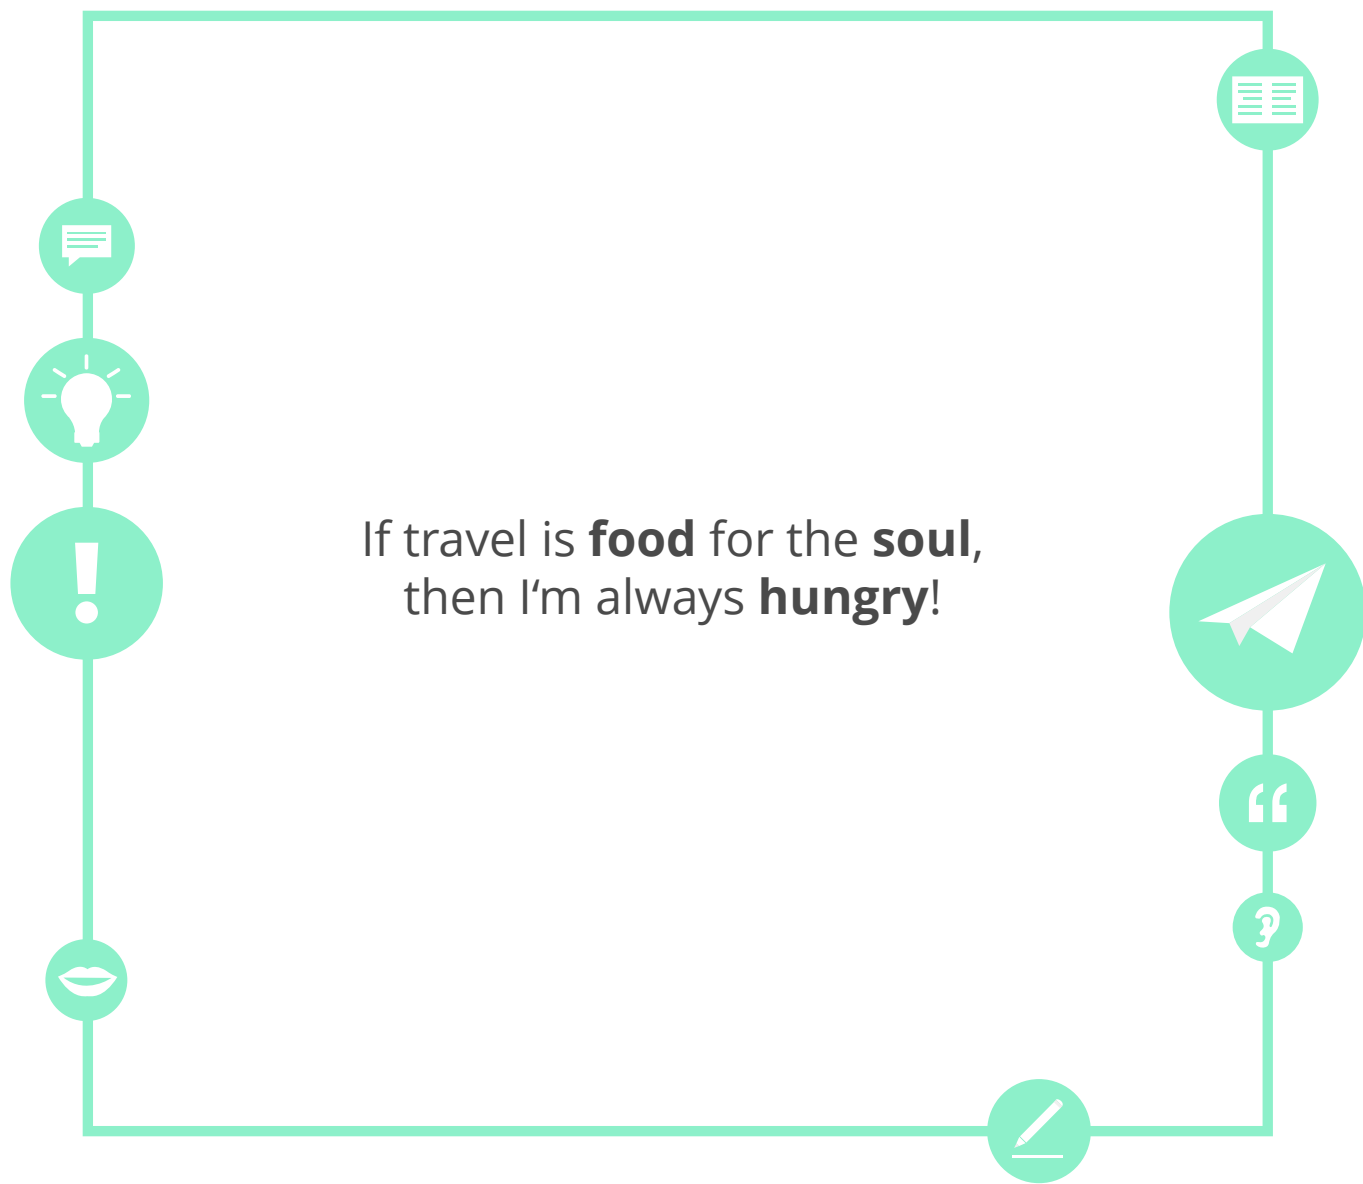 If travel is food for the soul,
then I‘m always hungry!